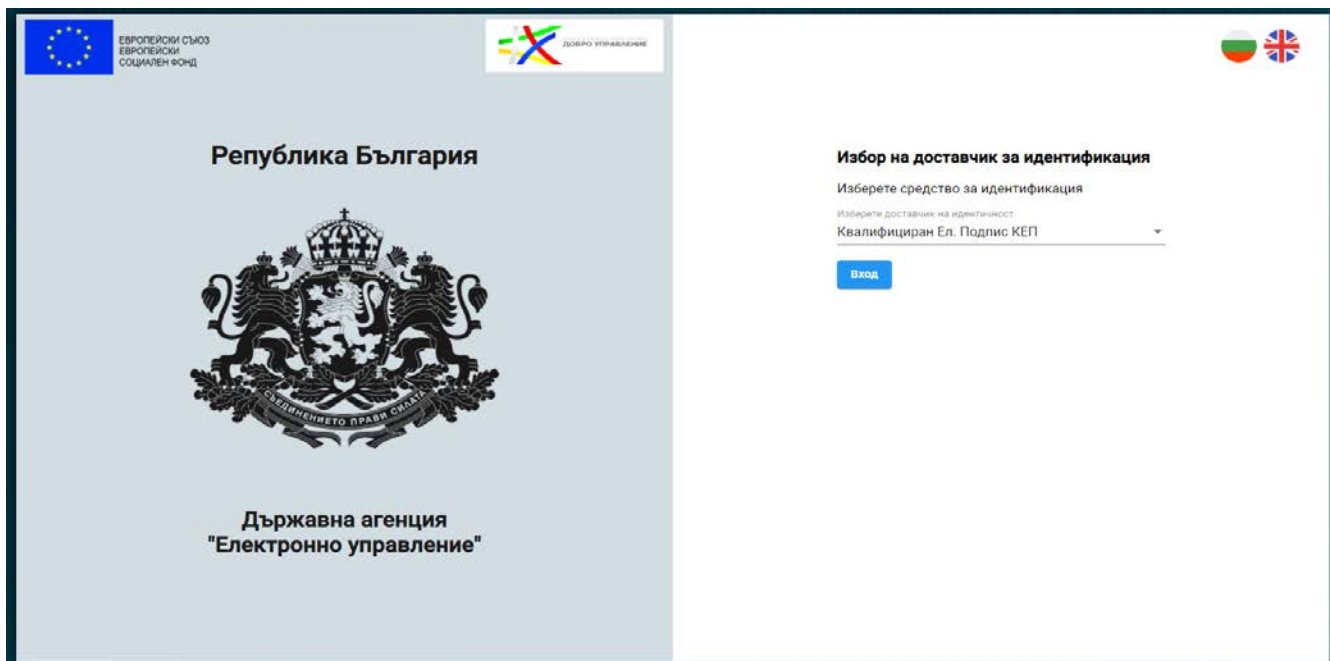 ЕВРОПЕЙСКИ СЪЮЗ
ЕВРОПЕЙСКИ
СОЦИАЛЕН ФОНД
ДОБРО УПРАВЛЕНИЕ
Република България
СЪЕДИНЕНИЕТО ПРАВИ СИЛАТА
Държавна агенция
"Електронно управление"
Избор на доставчик за идентификация
Изберете средство за идентификация
Изберете доставчик на идентичност
Квалифициран Ел. Подпис КЕП
Вход